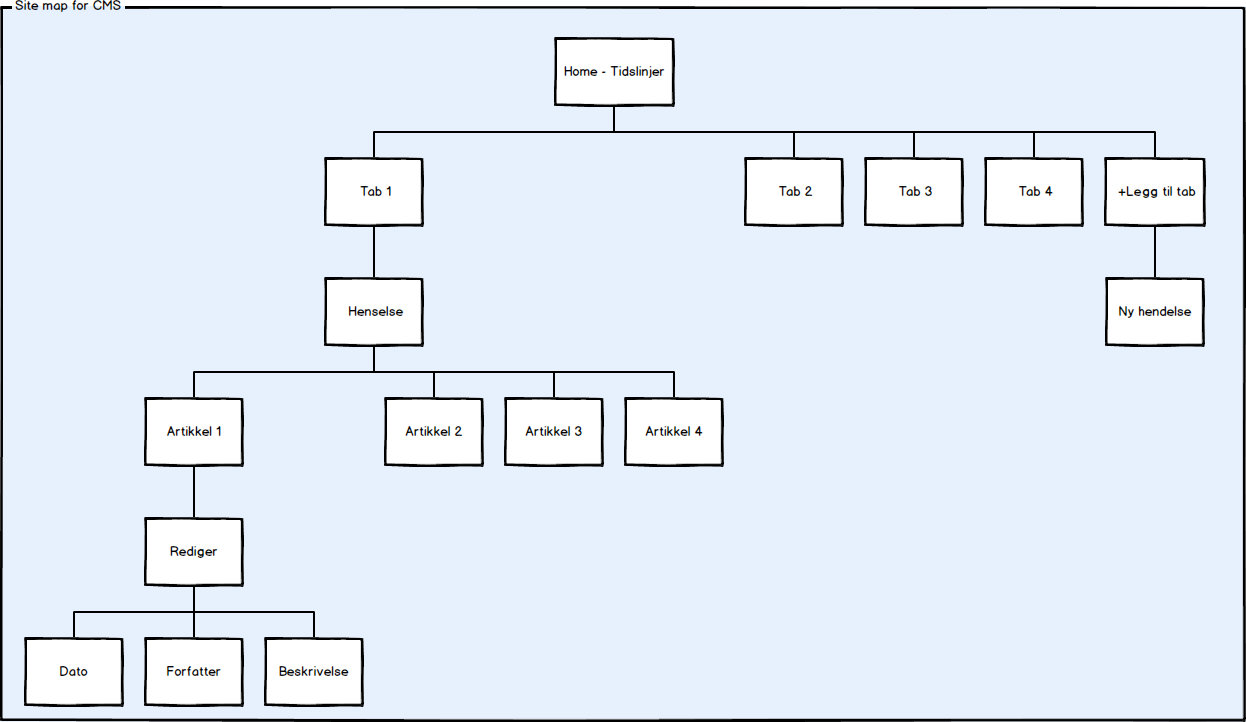 Site map for CMS
Home - Tidslinjer
Tab 1
Tab 2
Tab 3
Tab 4
+Legg til tab
Henselse
Ny hendelse
Artikkel 1
Artikkel 2
Artikkel 3
Artikkel 4
Rediger
Dato
Forfatter
Beskrivelse